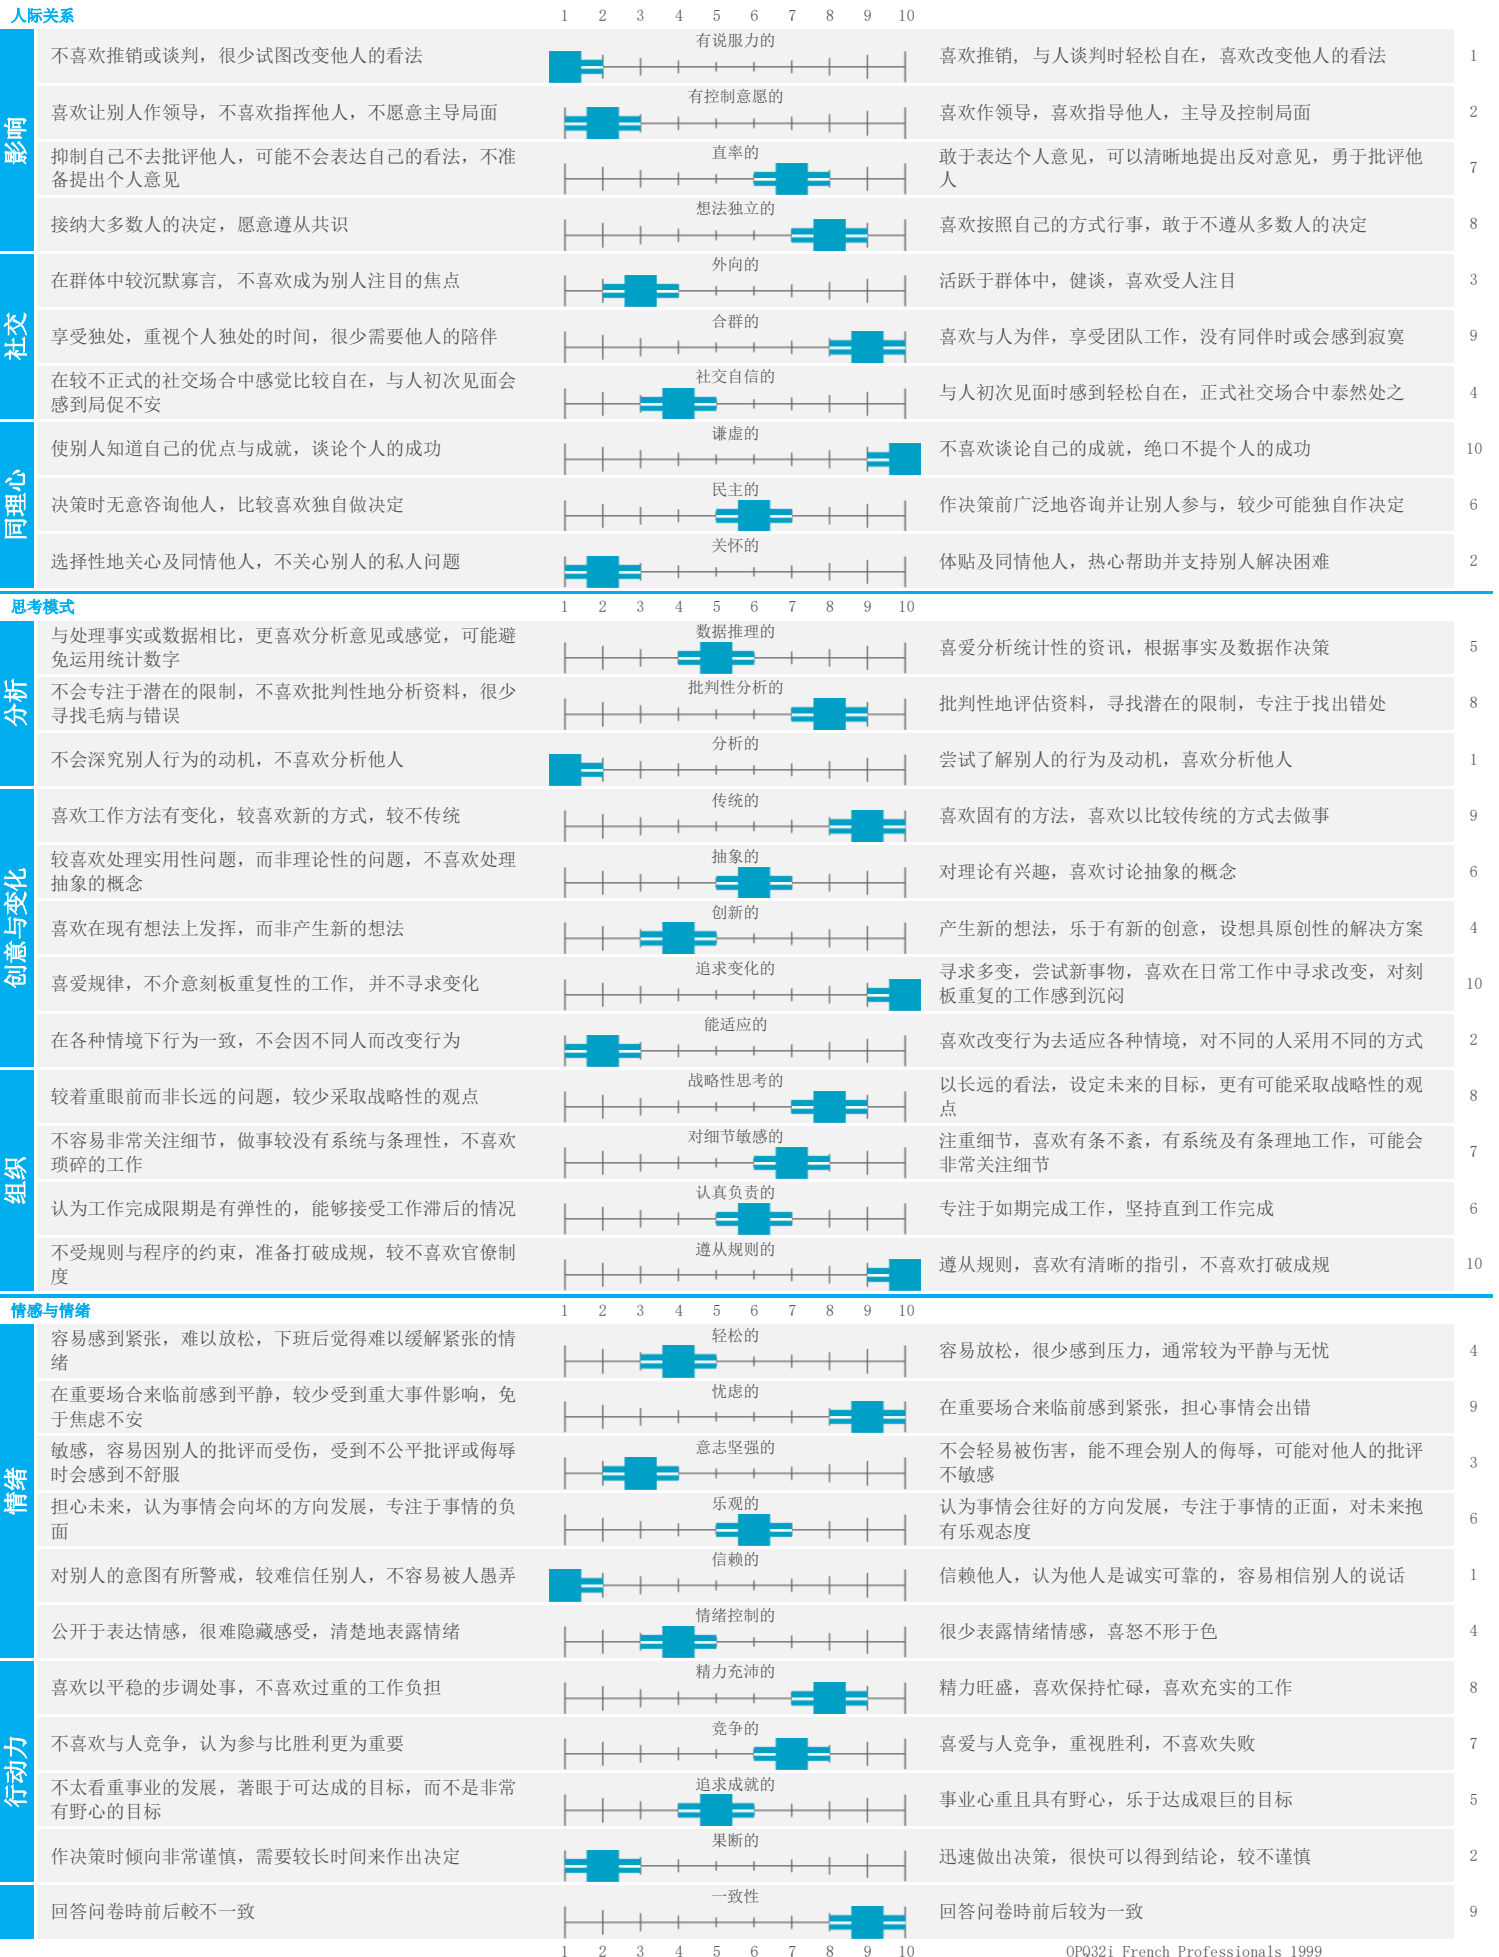 人际关系 1 2 3 4 5 6 7 8 9 10
影响
有说服力的
不喜欢推销或谈判，很少试图改变他人的看法 喜欢推销, 与人谈判时轻松自在，喜欢改变他人的看法 1
有控制意愿的
喜欢让别人作领导，不喜欢指挥他人，不愿意主导局面 喜欢作领导，喜欢指导他人，主导及控制局面 2
直率的
抑制自己不去批评他人，可能不会表达自己的看法，不准
备提出个人意见
敢于表达个人意见，可以清晰地提出反对意见，勇于批评他
人
7
想法独立的
接纳大多数人的决定，愿意遵从共识 喜欢按照自己的方式行事，敢于不遵从多数人的决定 8
社交
外向的
在群体中较沉默寡言, 不喜欢成为别人注目的焦点 活跃于群体中，健谈，喜欢受人注目 3
合群的
享受独处，重视个人独处的时间，很少需要他人的陪伴 喜欢与人为伴，享受团队工作，没有同伴时或会感到寂寞 9
社交自信的
在较不正式的社交场合中感觉比较自在，与人初次见面会
感到局促不安
与人初次见面时感到轻松自在，正式社交场合中泰然处之 4
同理心
谦虚的
使别人知道自己的优点与成就，谈论个人的成功 不喜欢谈论自己的成就，绝口不提个人的成功 10
民主的
决策时无意咨询他人，比较喜欢独自做决定 作决策前广泛地咨询并让别人参与，较少可能独自作决定 6
关怀的
选择性地关心及同情他人，不关心别人的私人问题 体贴及同情他人，热心帮助并支持别人解决困难 2
思考模式 1 2 3 4 5 6 7 8 9 10
分析
数据推理的
与处理事实或数据相比，更喜欢分析意见或感觉，可能避
免运用统计数字
喜爱分析统计性的资讯，根据事实及数据作决策 5
批判性分析的
不会专注于潜在的限制，不喜欢批判性地分析资料，很少
寻找毛病与错误
批判性地评估资料，寻找潜在的限制，专注于找出错处 8
分析的
不会深究别人行为的动机，不喜欢分析他人 尝试了解别人的行为及动机，喜欢分析他人 1
创意与变化
传统的
喜欢工作方法有变化，较喜欢新的方式，较不传统 喜欢固有的方法，喜欢以比较传统的方式去做事 9
抽象的
较喜欢处理实用性问题，而非理论性的问题，不喜欢处理
抽象的概念
对理论有兴趣，喜欢讨论抽象的概念 6
创新的
喜欢在现有想法上发挥，而非产生新的想法 产生新的想法，乐于有新的创意，设想具原创性的解决方案 4
追求变化的
喜爱规律，不介意刻板重复性的工作, 并不寻求变化
寻求多变，尝试新事物，喜欢在日常工作中寻求改变，对刻
板重复的工作感到沉闷
10
能适应的
在各种情境下行为一致，不会因不同人而改变行为 喜欢改变行为去适应各种情境，对不同的人采用不同的方式 2
组织
战略性思考的
较着重眼前而非长远的问题，较少采取战略性的观点
以长远的看法，设定未来的目标，更有可能采取战略性的观
点
8
对细节敏感的
不容易非常关注细节，做事较没有系统与条理性，不喜欢
琐碎的工作
注重细节，喜欢有条不紊，有系统及有条理地工作，可能会
非常关注细节
7
认真负责的
认为工作完成限期是有弹性的，能够接受工作滞后的情况 专注于如期完成工作，坚持直到工作完成 6
遵从规则的
不受规则与程序的约束，准备打破成规，较不喜欢官僚制
度
遵从规则，喜欢有清晰的指引，不喜欢打破成规 10
情感与情绪 1 2 3 4 5 6 7 8 9 10
情绪
轻松的
容易感到紧张，难以放松，下班后觉得难以缓解紧张的情
绪
容易放松，很少感到压力，通常较为平静与无忧 4
忧虑的
在重要场合来临前感到平静，较少受到重大事件影响，免
于焦虑不安
在重要场合来临前感到紧张，担心事情会出错 9
意志坚强的
敏感，容易因别人的批评而受伤，受到不公平批评或侮辱
时会感到不舒服
不会轻易被伤害，能不理会别人的侮辱，可能对他人的批评
不敏感
3
乐观的
担心未来，认为事情会向坏的方向发展，专注于事情的负
面
认为事情会往好的方向发展，专注于事情的正面，对未来抱
有乐观态度
6
信赖的
对别人的意图有所警戒，较难信任别人，不容易被人愚弄 信赖他人，认为他人是诚实可靠的，容易相信别人的说话 1
情绪控制的
公开于表达情感，很难隐藏感受，清楚地表露情绪 很少表露情绪情感，喜怒不形于色 4
行动力
精力充沛的
喜欢以平稳的步调处事，不喜欢过重的工作负担 精力旺盛，喜欢保持忙碌，喜欢充实的工作 8
竞争的
不喜欢与人竞争，认为参与比胜利更为重要 喜爱与人竞争，重视胜利，不喜欢失败 7
追求成就的
不太看重事业的发展，著眼于可达成的目标，而不是非常
有野心的目标
事业心重且具有野心，乐于达成艰巨的目标 5
果断的
作决策时倾向非常谨慎，需要较长时间来作出决定 迅速做出决策，很快可以得到结论，较不谨慎 2
一致性
回答问卷時前后較不一致 回答问卷時前后较为一致 9
1 2 3 4 5 6 7 8 9 10 OPQ32i French Professionals 1999